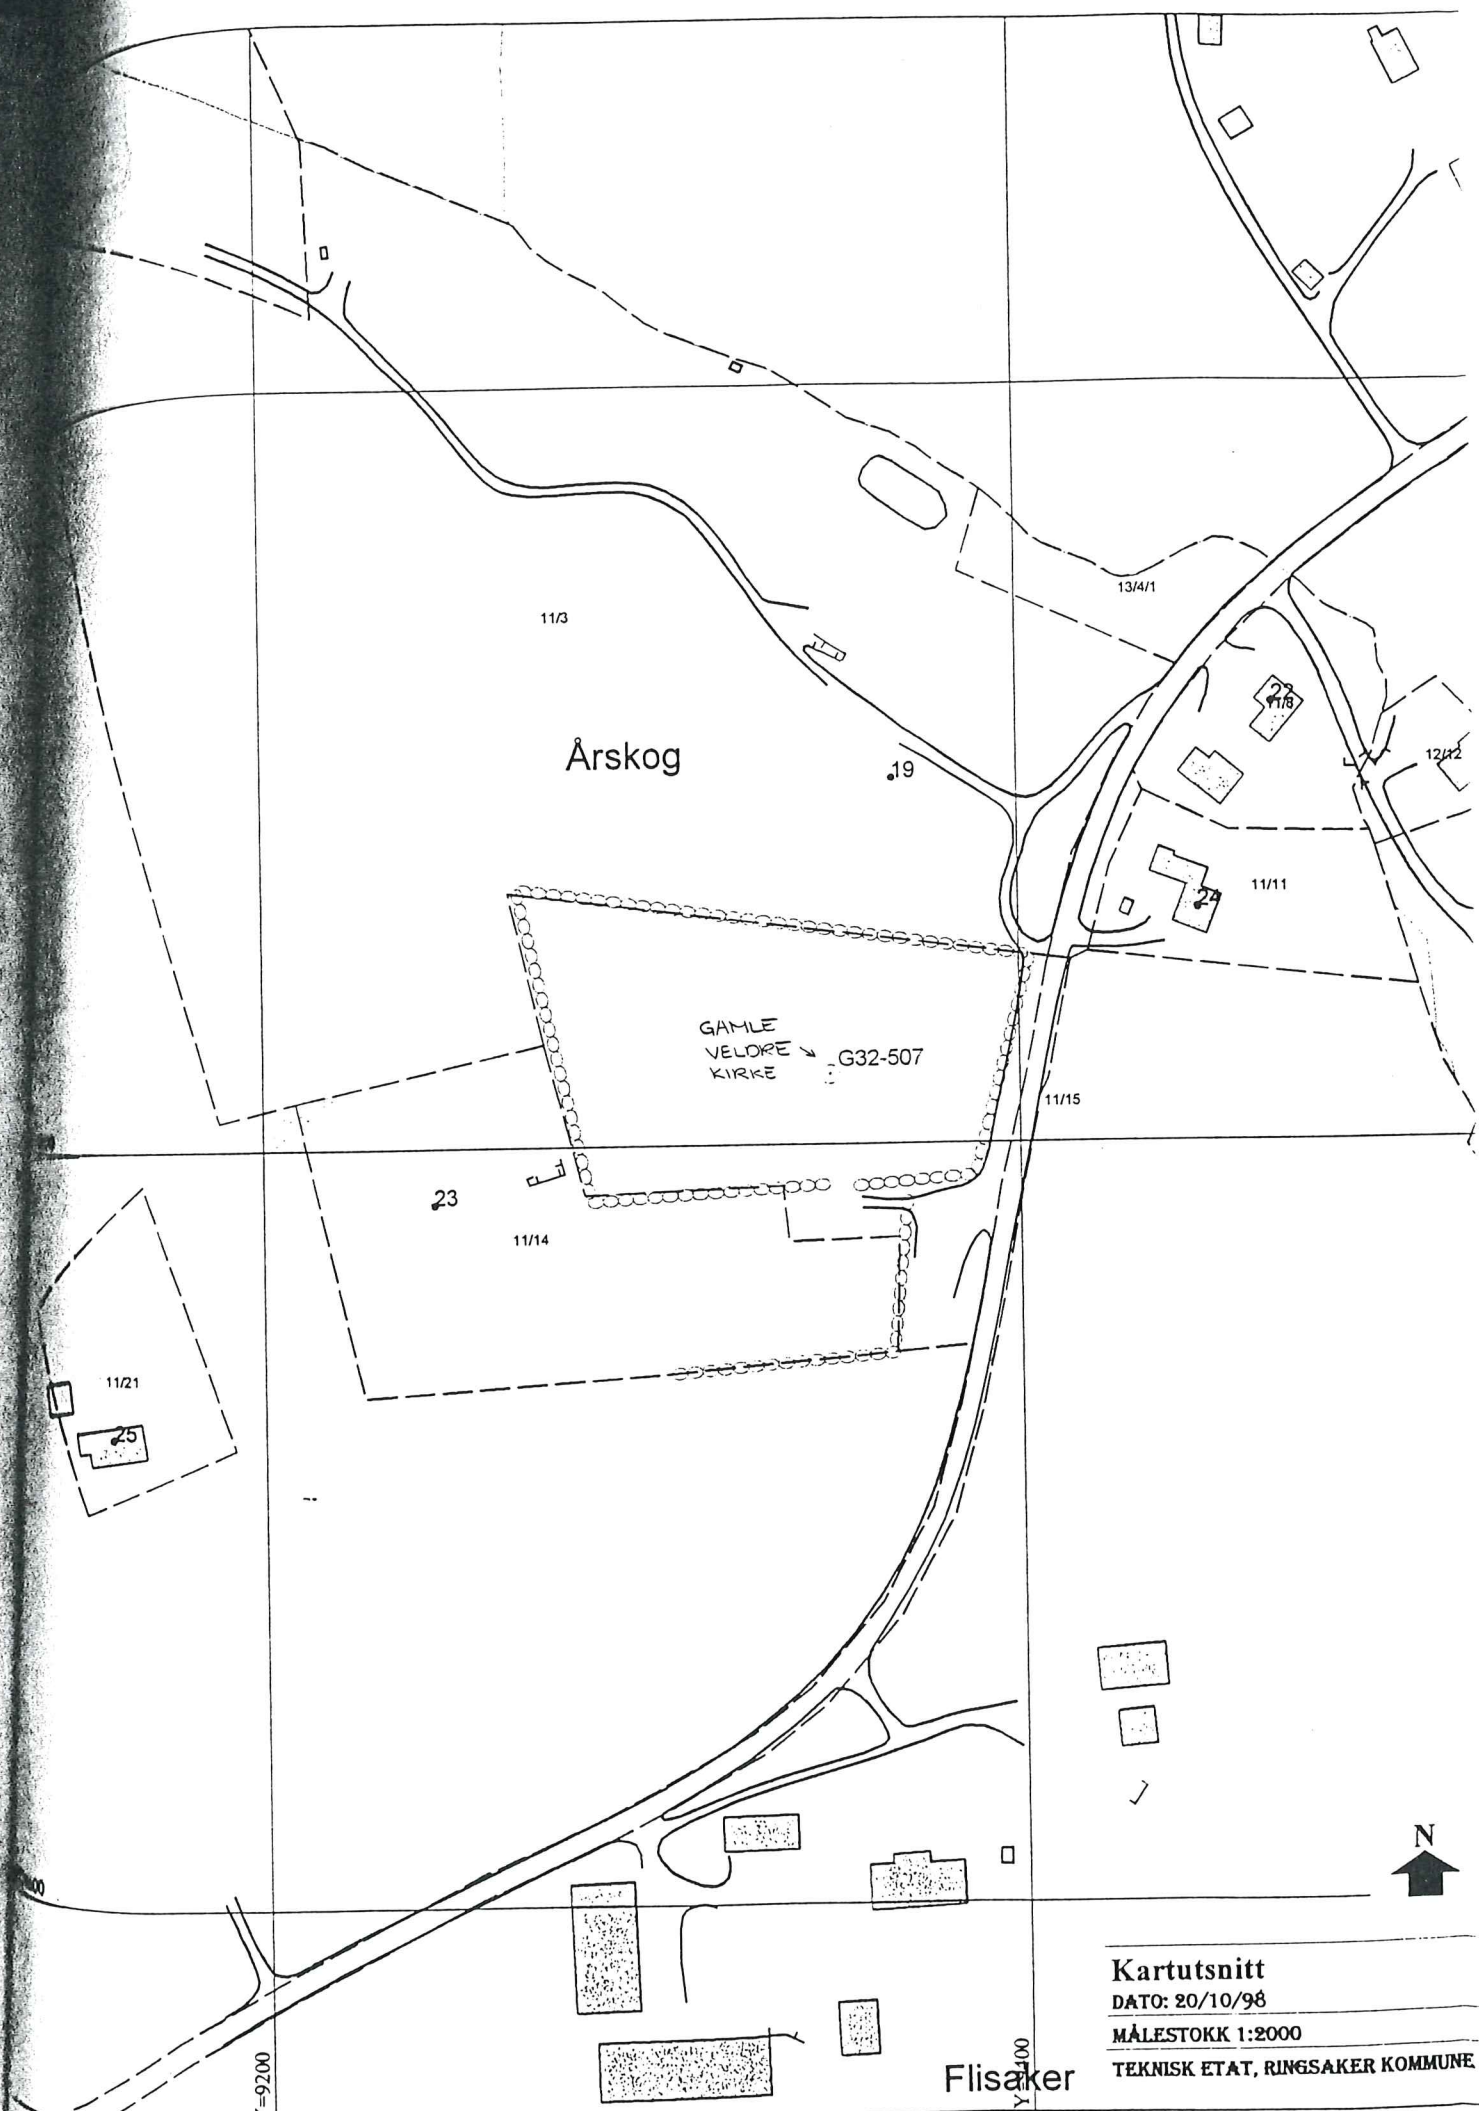 13/4/1
11/3
22
11/8
Årskog
19
12/12
11/11
24
GAMLE
VELDRE
KIRKE
G32-507
11/15
23
11/14
11/21
25
N
Kartutsnitt
DATO: 20/10/98
MÅLESTOKK 1:2000
TEKNISK ETAT, RINGSAKER KOMMUNE
Flisaker
=-9200